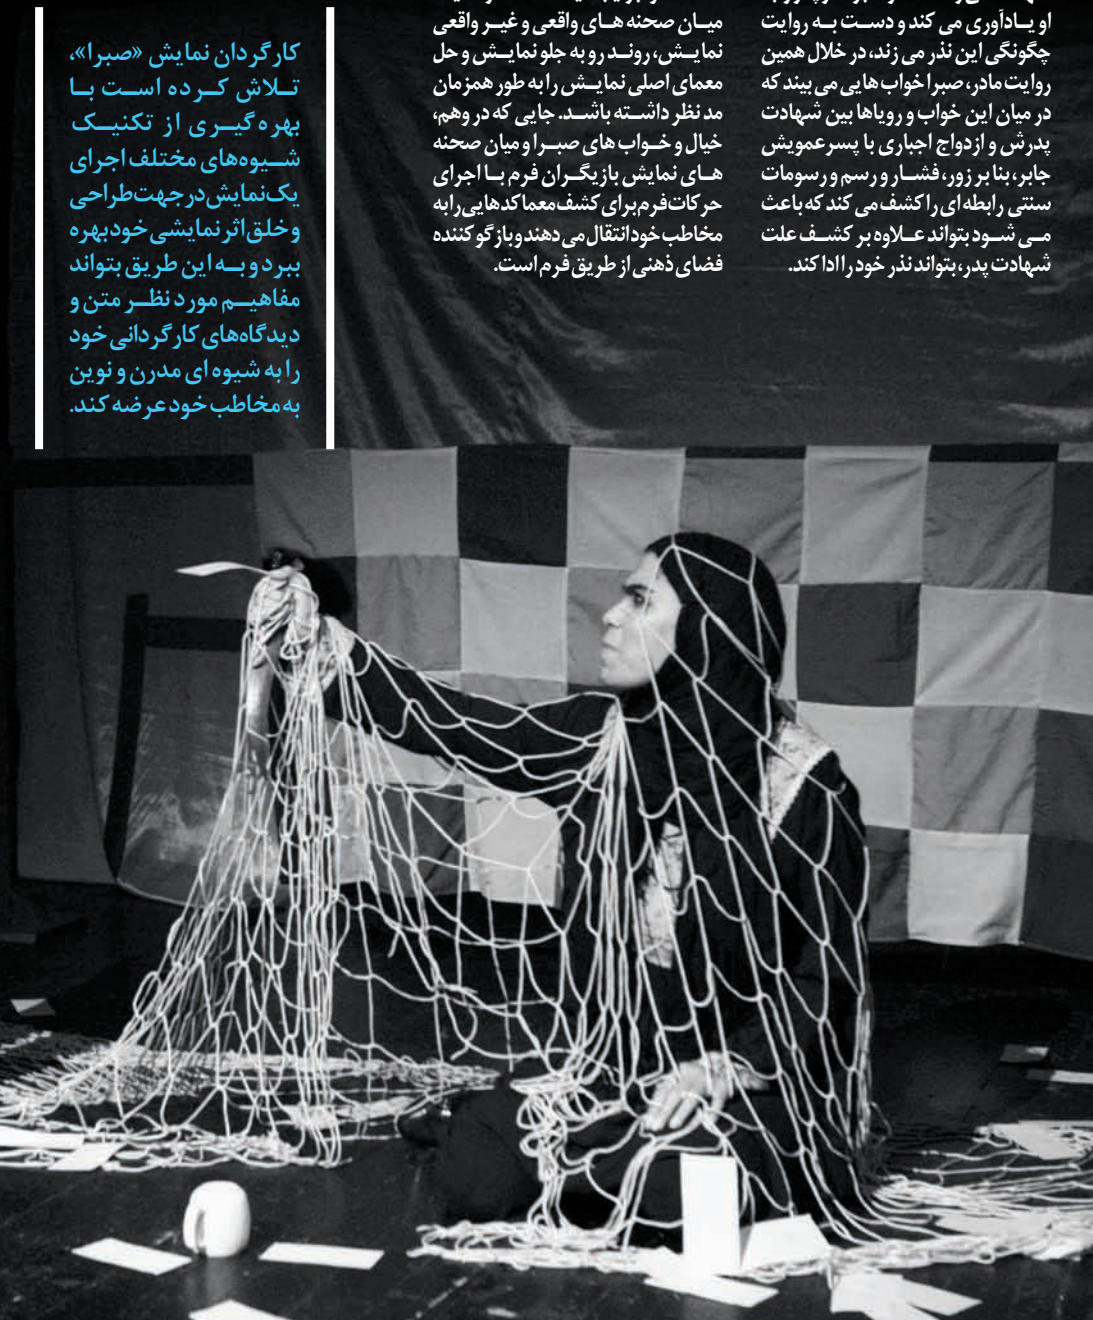 او یادآوری می کند و دست به روایت
چگونگی این نذر می زند، در خلال همین
روایت مادر، صبرا خواب هایی می بیند که
در میان این خواب و رویاها بین شهادت
پدرش و ازدواج اجباری با پسرعمویش
جابر، بنا بر زور، فشار و رسم و رسومات
سنتی رابطه ای را کشف می کند که باعث
می شود بتواند علاوه بر کشف علت
شهادت پدر، بتواند نذر خود را ادا کند.
میان صحنه های واقعی و غیر واقعی
نمایش، روند رو به جلو نمایش و حل
معمای اصلی نمایش را به طور همزمان
مد نظر داشته باشد. جایی که در وهم،
خیال و خواب های صبرا و میان صحنه
های نمایش بازیگران فرم با اجرای
حرکات فرم برای کشف معما کدهایی را به
مخاطب خود انتقال می دهند و بازگو کننده
فضای ذهنی از طریق فرم است.
کارگردان نمایش «صبرا»،
تلاش کرده است با
بهره گیری از تکنیک
شیوه‌های مختلف اجرای
یک نمایش در جهت طراحی
و خلق اثر نمایشی خود بهره
ببرد و به این طریق بتواند
مفاهیم مورد نظر متن و
دیدگاه‌های کارگردانی خود
را به شیوه ای مدرن و نوین
به مخاطب خود عرضه کند.